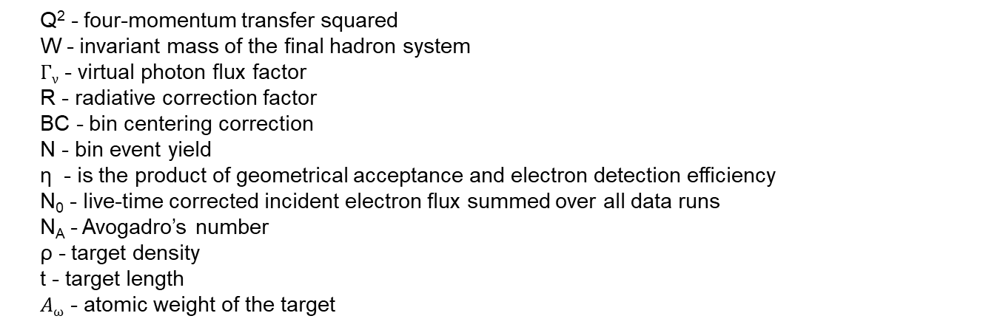 Q² - four-momentum transfer squared
W - invariant mass of the final hadron system
Γᵥ - virtual photon flux factor
R - radiative correction factor
BC - bin centering correction
N - bin event yield
η - is the product of geometrical acceptance and electron detection efficiency
N₀ - live-time corrected incident electron flux summed over all data runs
N_A - Avogadro’s number
ρ - target density
t - target length
A_ω - atomic weight of the target